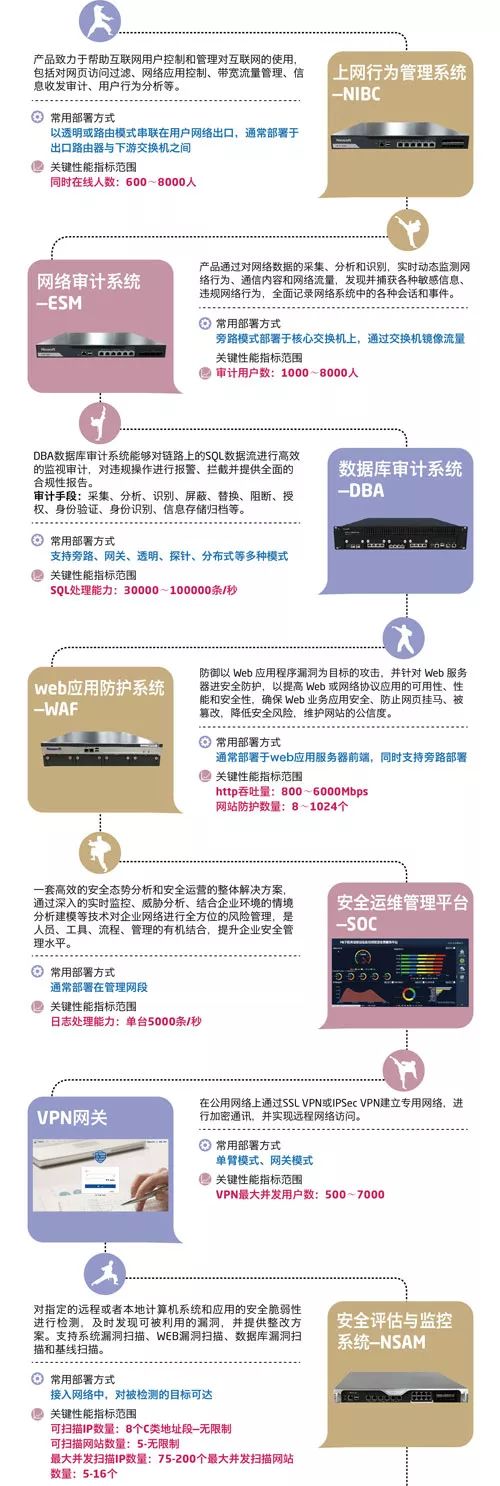 产品致力于帮助互联网用户控制和管理对互联网的使用,
包括对网页访问过滤、网络应用控制、带宽流量管理、信
息收发审计、用户行为分析等。
上网行为管理系统
—NIBC
常用部署方式
以透明或路由模式串联在用户网络出口，通常部署于
出口路由器与下游交换机之间
关键性能指标范围
同时在线人数：600～8000人
网络审计系统
—ESM
产品通过对网络数据的采集、分析和识别，实时动态监测网
络行为、通信内容和网络流量，发现并捕获各种敏感信息、
违规网络行为，全面记录网络系统中的各种会话和事件。
常用部署方式
旁路模式部署于核心交换机上，通过交换机镜像流量
关键性能指标范围
审计用户数：1000～8000人
DBA数据库审计系统能够对链路上的SQL数据流进行高效
的监视审计，对违规操作进行报警、拦截并提供全面的
合规性报告。
审计手段：采集、分析、识别、屏蔽、替换、阻断、授
权、身份验证、身份识别、信息存储归档等。
数据库审计系统
—DBA
常用部署方式
支持旁路、网关、透明、探针、分布式等多种模式
关键性能指标范围
SQL处理能力：30000～100000条/秒
web应用防护系统
—WAF
防御以 Web 应用程序漏洞为目标的攻击，并针对 Web 服务
器进安全防护，以提高 Web 或网络协议应用的可用性、性
能和安全性，确保 Web 业务应用安全、防止网页挂马、被
篡改，降低安全风险，维护网站的公信度。
常用部署方式
通常部署于web应用服务器前端，同时支持旁路部署
关键性能指标范围
http吞吐量：800～6000Mbps
网站防护数量：8～1024个
一套高效的安全态势分析和安全运营的整体解决方案，
通过深入的实时监控、威胁分析、结合企业环境的情境
分析建模等技术对企业网络进行全方位的风险管理，是
人员、工具、流程、管理的有机结合，提升企业安全管
理水平。
安全运维管理平台
—SOC
常用部署方式
通常部署在管理网段
关键性能指标范围
日志处理能力：单台5000条/秒
VPN网关
在公用网络上通过SSL VPN或IPSec VPN建立专用网络，进
行加密通讯，并实现远程网络访问。
常用部署方式
单臂模式、网关模式
关键性能指标范围
VPN最大并发用户数：500～7000
对指定的远程或者本地计算机系统和应用的安全脆弱性
进行检测，及时发现可被利用的漏洞，并提供整改方
案。支持系统漏洞扫描、WEB漏洞扫描、数据库漏洞扫
描和基线扫描。
安全评估与监控
系统—NSAM
常用部署方式
接入网络中，对被检测的目标可达
关键性能指标范围
可扫描IP数量：8个C类地址段—无限制
可扫描网站数量：5-无限制
最大并发扫描IP数量：75-200个最大并发扫描网站
数量：5-16个